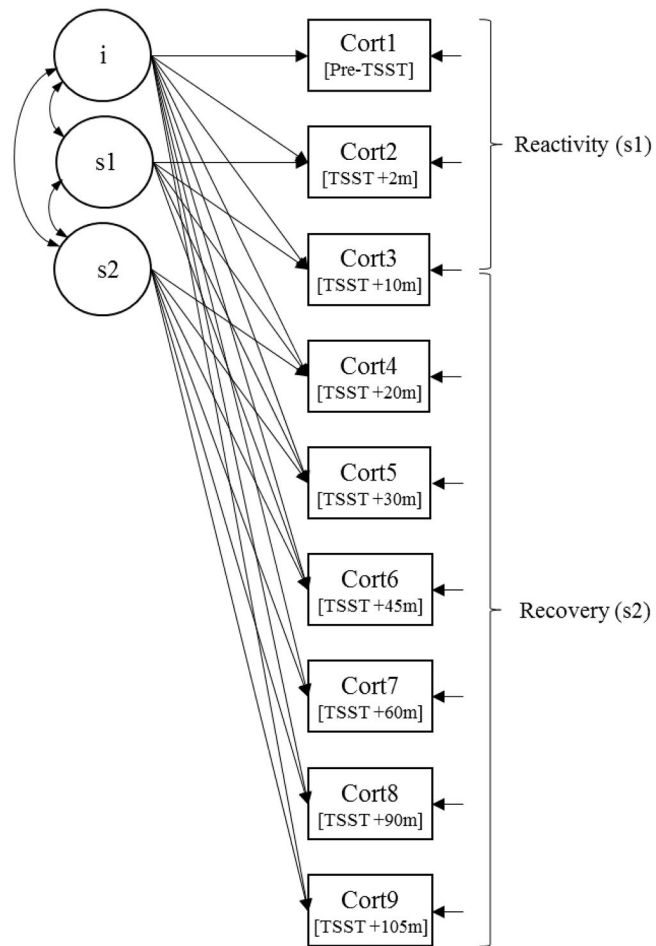 i
s1
s2
Cort1
[Pre-TSST]
Cort2
[TSST +2m]
Cort3
[TSST +10m]
Cort4
[TSST +20m]
Cort5
[TSST +30m]
Cort6
[TSST +45m]
Cort7
[TSST +60m]
Cort8
[TSST +90m]
Cort9
[TSST +105m]
Reactivity (s1)
Recovery (s2)